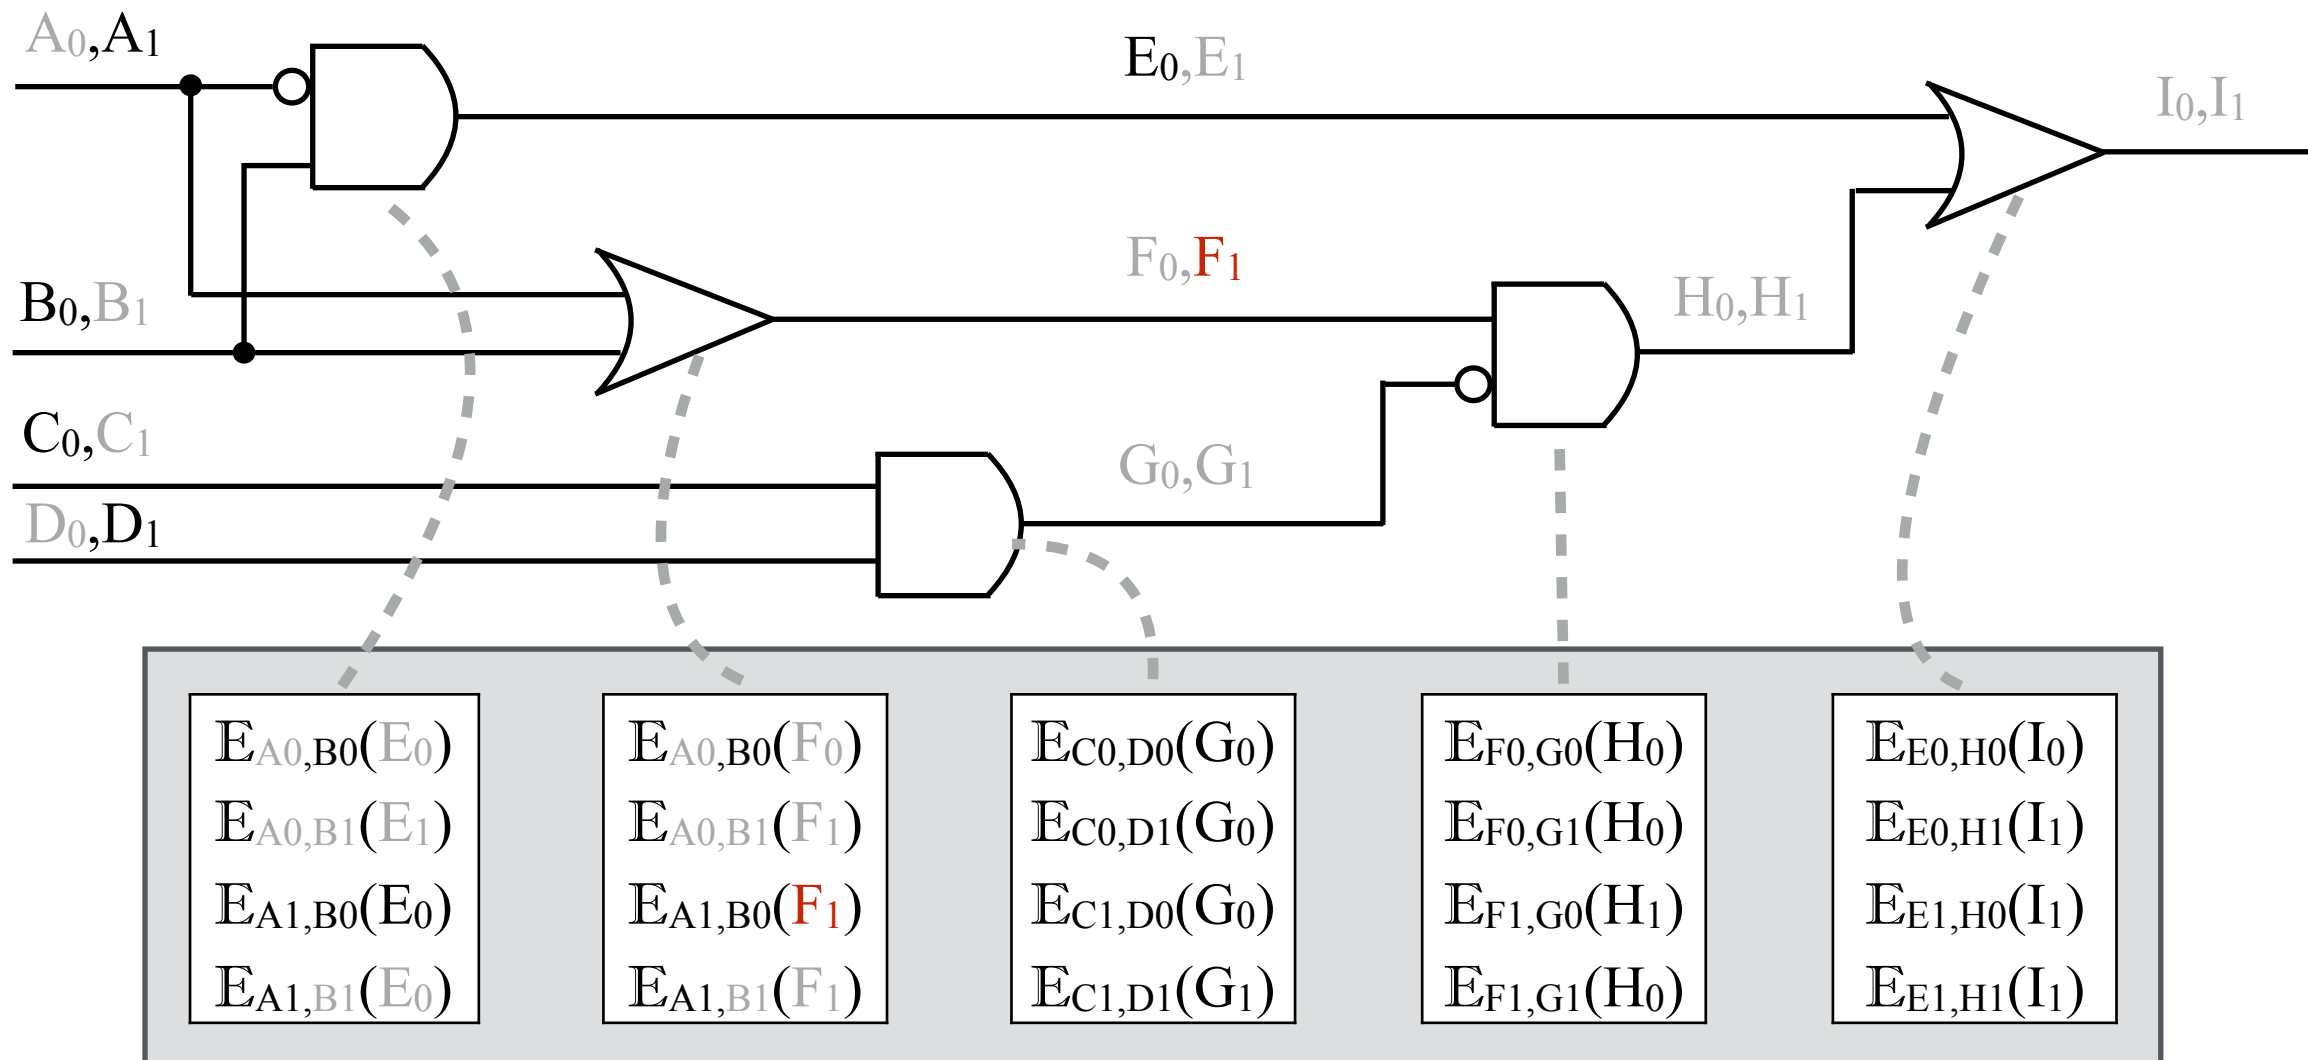 A0,A1
E0,E1
I0,I1
B0,B1
F0,F1
H0,H1
C0,C1
G0,G1
D0,D1
𝔼A0,B0(E0)
𝔼A0,B1(E1)
𝔼A1,B0(E0)
𝔼A1,B1(E0)
𝔼A0,B0(F0)
𝔼A0,B1(F1)
𝔼A1,B0(F1)
𝔼A1,B1(F1)
𝔼C0,D0(G0)
𝔼C0,D1(G0)
𝔼C1,D0(G0)
𝔼C1,D1(G1)
𝔼F0,G0(H0)
𝔼F0,G1(H0)
𝔼F1,G0(H1)
𝔼F1,G1(H0)
𝔼E0,H0(I0)
𝔼E0,H1(I1)
𝔼E1,H0(I1)
𝔼E1,H1(I1)